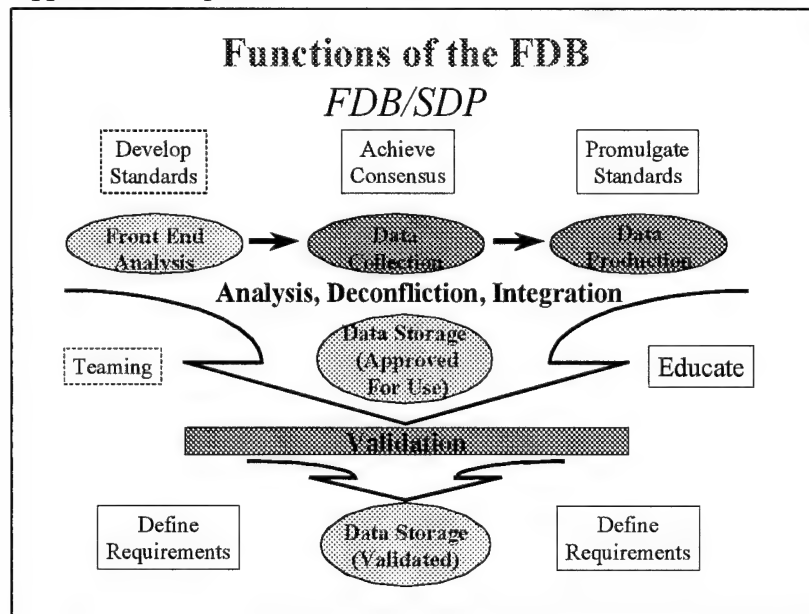 Functions of the FDB
FDB/SDP
Develop
Standards
Achieve
Consensus
Promulgate
Standards
Front End
Analysis
Data
Collection
Data
Production
Analysis, Deconfliction, Integration
Teaming
Data Storage
(Approved
For Use)
Educate
Validation
Define
Requirements
Data Storage
(Validated)
Define
Requirements